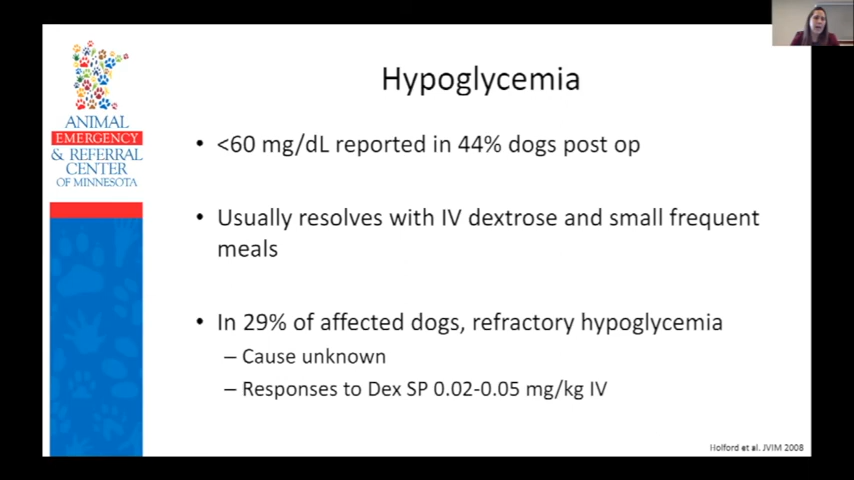 Hypoglycemia
ANIMAL
EMERGENCY
& REFERRAL
CENTER
OF MINNESOTA
• <60 mg/dL reported in 44% dogs post op
• Usually resolves with IV dextrose and small frequent
meals
• In 29% of affected dogs, refractory hypoglycemia
– Cause unknown
– Responses to Dex SP 0.02-0.05 mg/kg IV
Holford et al. JVIM 2008